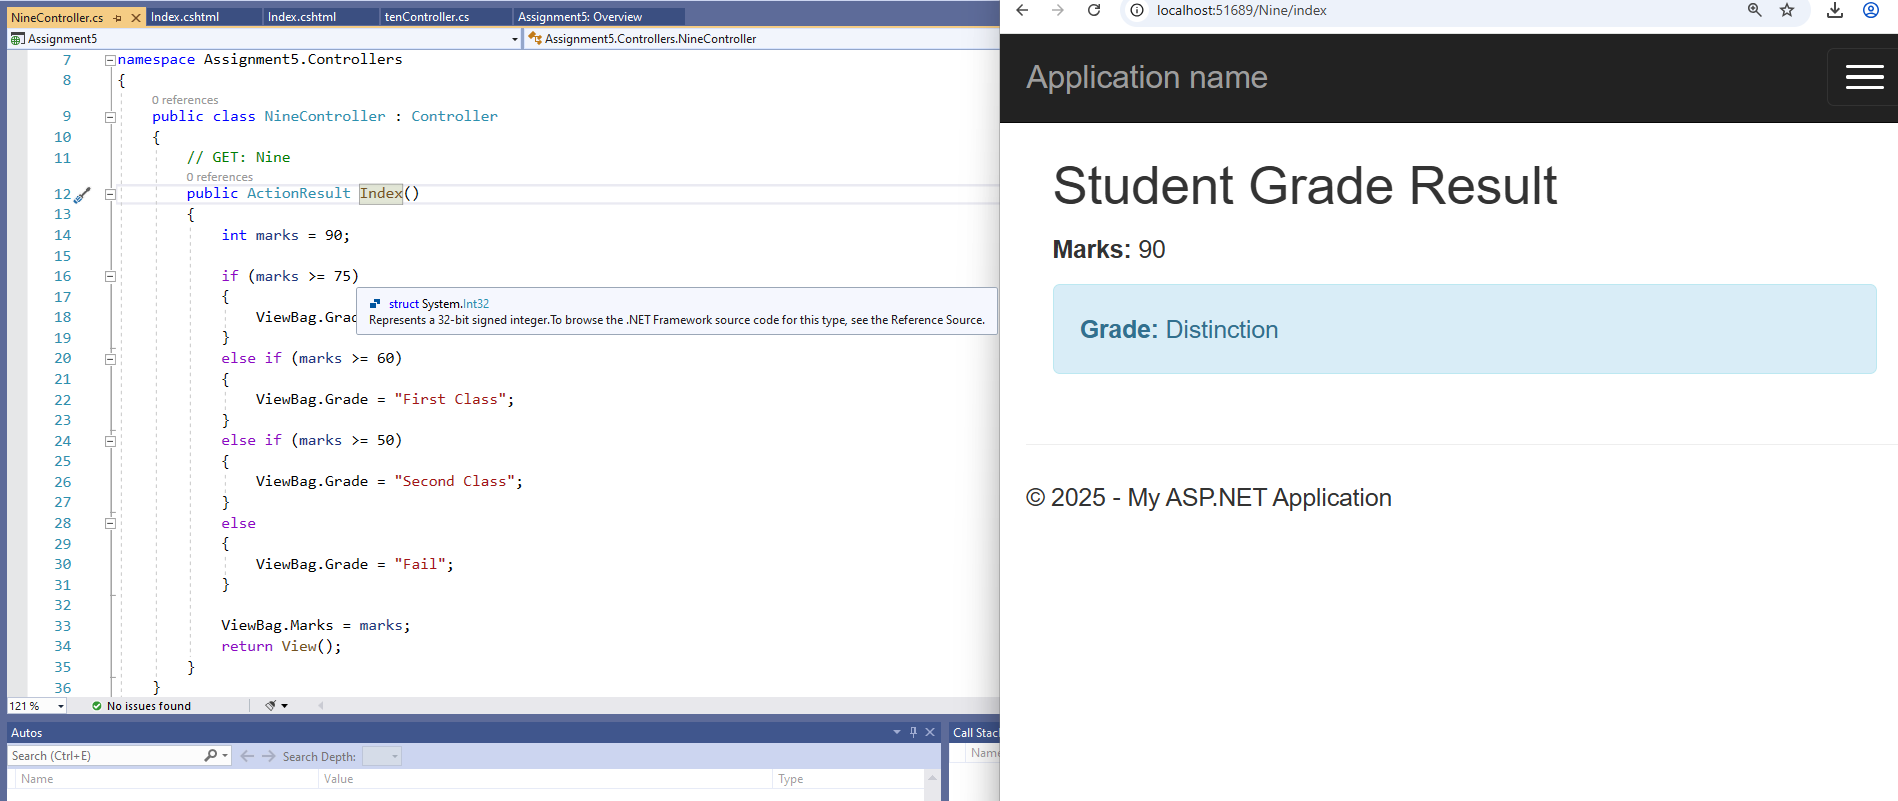 NineController.cs
Index.cshtml
Index.cshtml
tenController.cs
Assignment5: Overview
Assignment5
Assignment5.Controllers.NineController
7 namespace Assignment5.Controllers
8 {
0 references
9 public class NineController : Controller
10 {
11 // GET: Nine
0 references
12 public ActionResult Index()
13 {
14 int marks = 90;
15
16 if (marks >= 75)
17 {
struct System.Int32
18 ViewBag.Grad
Represents a 32-bit signed integer.To browse the .NET Framework source code for this type, see the Reference Source.
19 }
20 else if (marks >= 60)
21 {
22 ViewBag.Grade = "First Class";
23 }
24 else if (marks >= 50)
25 {
26 ViewBag.Grade = "Second Class";
27 }
28 else
29 {
30 ViewBag.Grade = "Fail";
31 }
32
33 ViewBag.Marks = marks;
34 return View();
35 }
36 }
121 %
No issues found
Autos
Search (Ctrl+E)
Search Depth:
Name
Value
Type
Call Stac
Name
localhost:51689/Nine/index
Application name
Student Grade Result
Marks: 90
Grade: Distinction
© 2025 - My ASP.NET Application